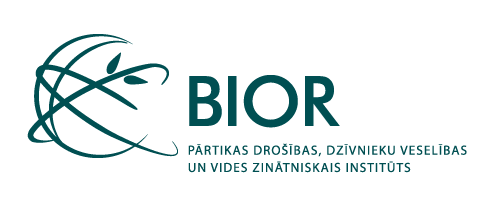 BIOR
PĀRTIKAS DROŠĪBAS, DZĪVNIEKU VESELĪBAS
UN VIDES ZINĀTNISKAIS INSTITŪTS